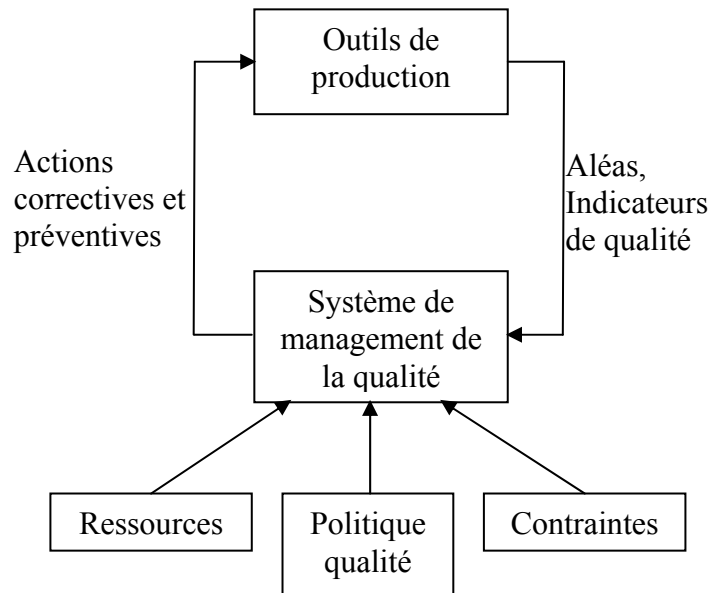 Outils de
production
Actions
correctives et
préventives
Aléas,
Indicateurs
de qualité
Système de
management de
la qualité
Ressources
Politique
qualité
Contraintes